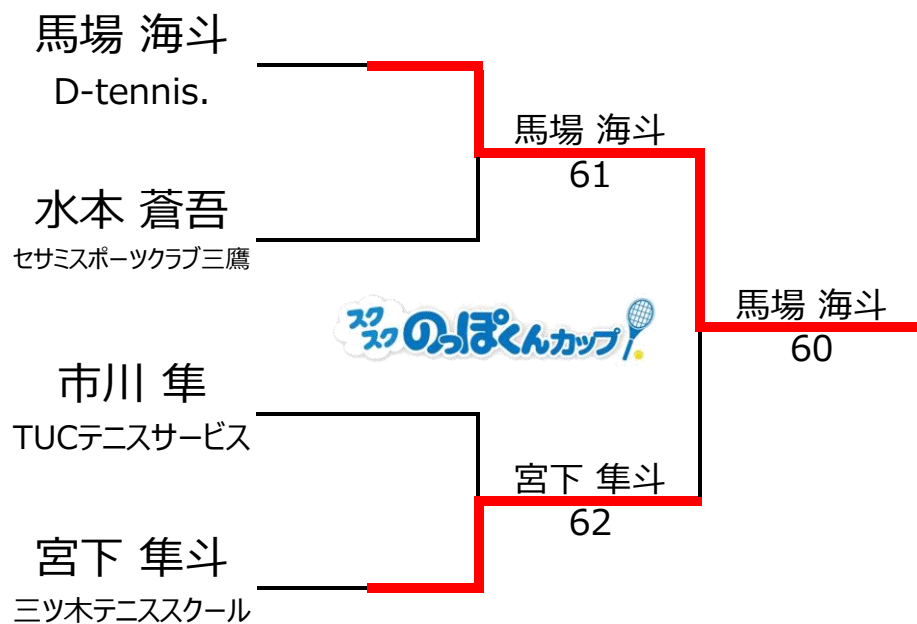 馬場 海斗
D-tennis.
馬場 海斗
61
水本 蒼吾
セサミスポーツクラブ三鷹
スクスク のっぽくんカップ
馬場 海斗
60
市川 隼
TUCテニスサービス
宮下 隼斗
62
宮下 隼斗
三ツ木テニススクール